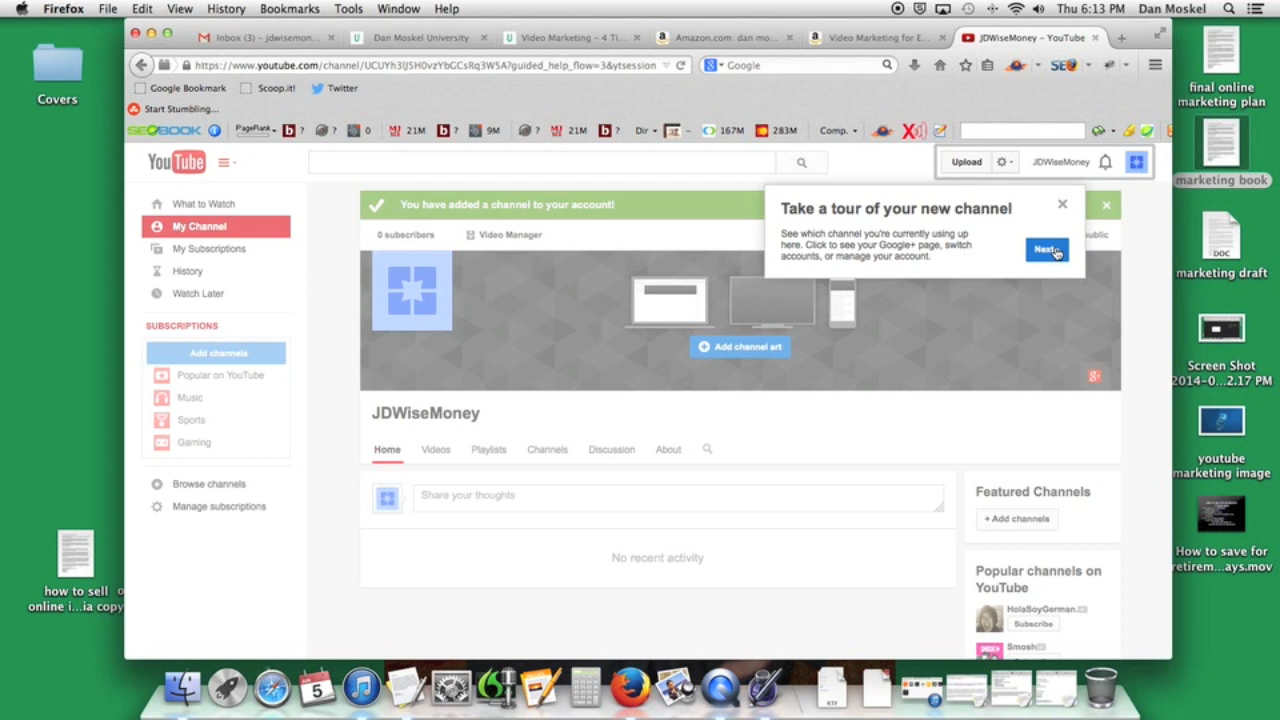 Firefox File Edit View History Bookmarks Tools Window Help
Thu 6:13 PM Dan Moskel
Inbox (3) – jdwisemon...
Dan Moskel University
Video Marketing – 4 Ti...
Amazon.com: dan mo...
Video Marketing for E...
JDWiseMoney – YouTube
https://www.youtube.com/channel/UCUYh3IJ5H0vzYbGCsRq3W5A?guided_help_flow=3&ytsession
Google
SEO
Google Bookmark Scoop.it! Twitter
Start Stumbling...
SEOBOOK PageRank ? ? 0 21M ? 9M ? 21M ? Dir 167M 283M Comp.
YouTube
Upload JDWiseMoney
What to Watch
My Channel
My Subscriptions
History
Watch Later
SUBSCRIPTIONS
Add channels
Popular on YouTube
Music
Sports
Gaming
Browse channels
Manage subscriptions
You have added a channel to your account!
0 subscribers Video Manager
Take a tour of your new channel
See which channel you're currently using up
here. Click to see your Google+ page, switch
accounts, or manage your account.
Next
Add channel art
g+
JDWiseMoney
Home Videos Playlists Channels Discussion About
Share your thoughts
No recent activity
Featured Channels
+ Add channels
Popular channels on
YouTube
HolaSoyGerman.
Subscribe
Smosh
Covers
how to sell
online i...ia copy
final online
marketing plan
marketing book
DOC
marketing draft
Screen Shot
2014-0...2.17 PM
youtube
marketing image
How to save for
retirem...ays.mov
5
RTF